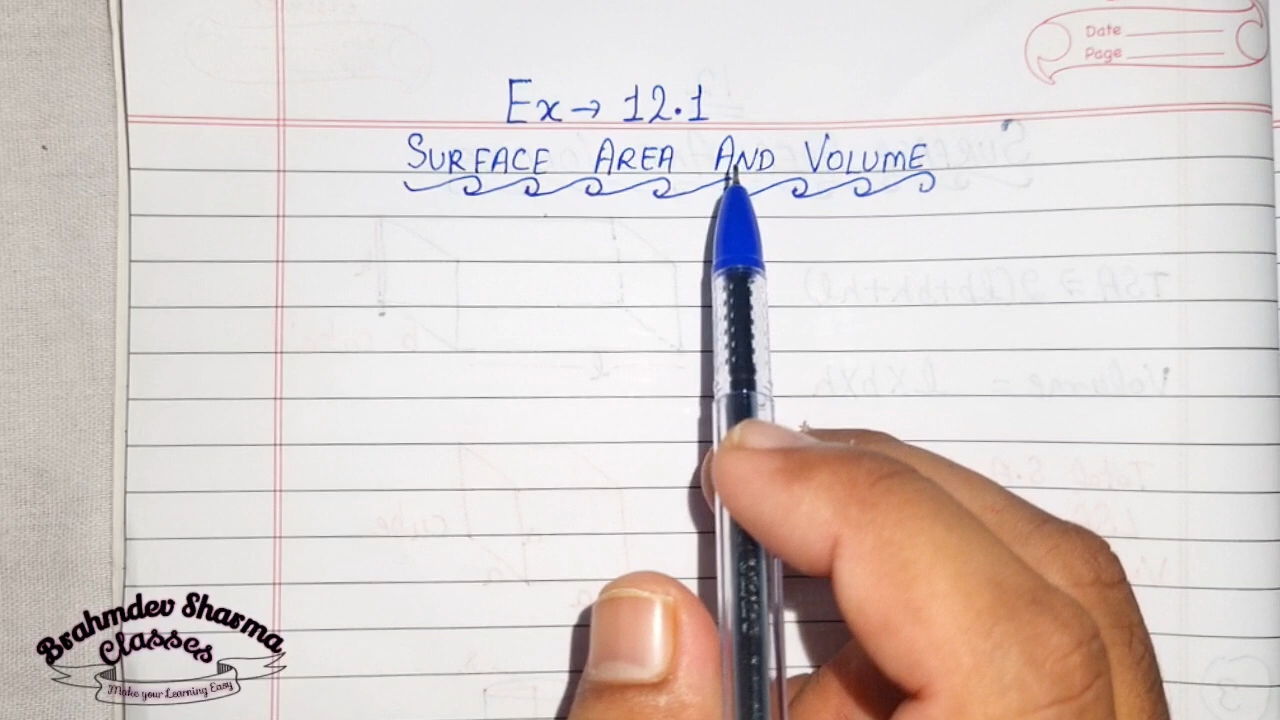 Date
Page
Ex → 12.1
SURFACE AREA AND VOLUME
Brahmdev Sharma
Classes
Make your Learning Easy